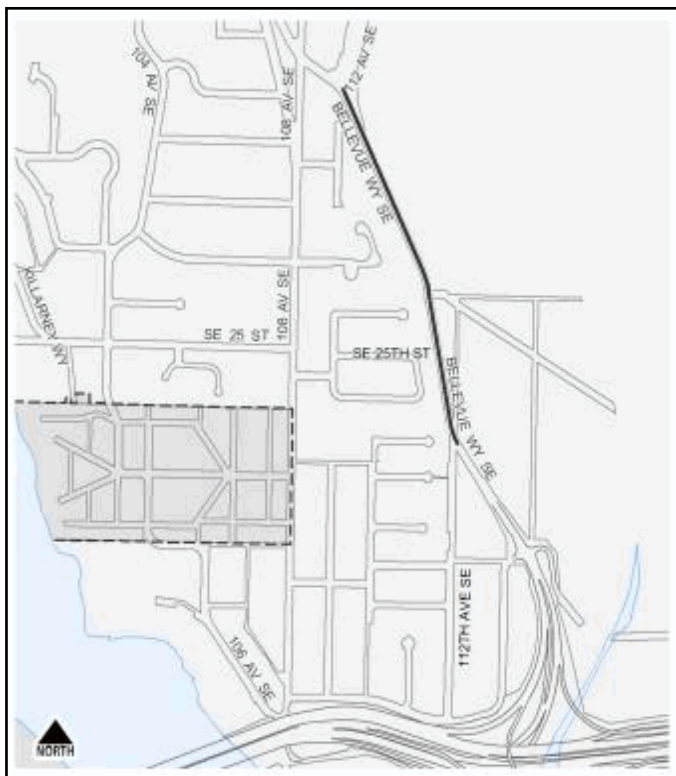 104 AV SE
108 AV SE
112 AV SE
BELLEVUE WY SE
KILLARNEY WY
108 AV SE
SE 25 ST
SE 25TH ST
BELLEVUE WY SE
112TH AVE SE
106 AV SE
NORTH